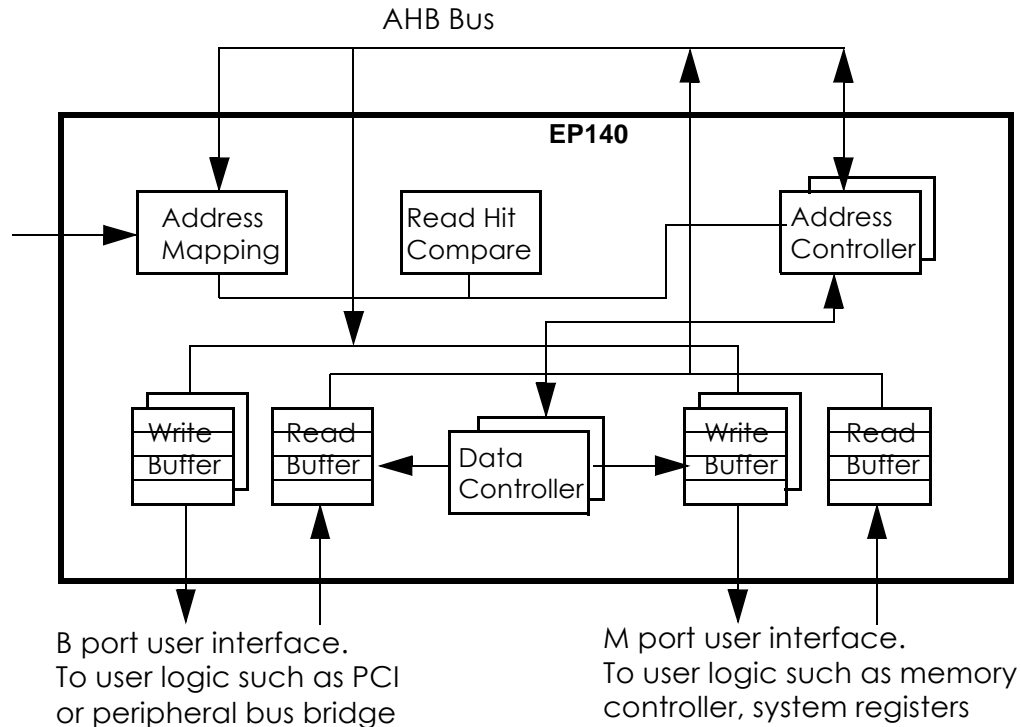 AHB Bus
EP140
Address
Mapping
Read Hit
Compare
Address
Controller
Write
Buffer
Read
Buffer
Data
Controller
Write
Buffer
Read
Buffer
B port user interface.
To user logic such as PCI
or peripheral bus bridge
M port user interface.
To user logic such as memory
controller, system registers